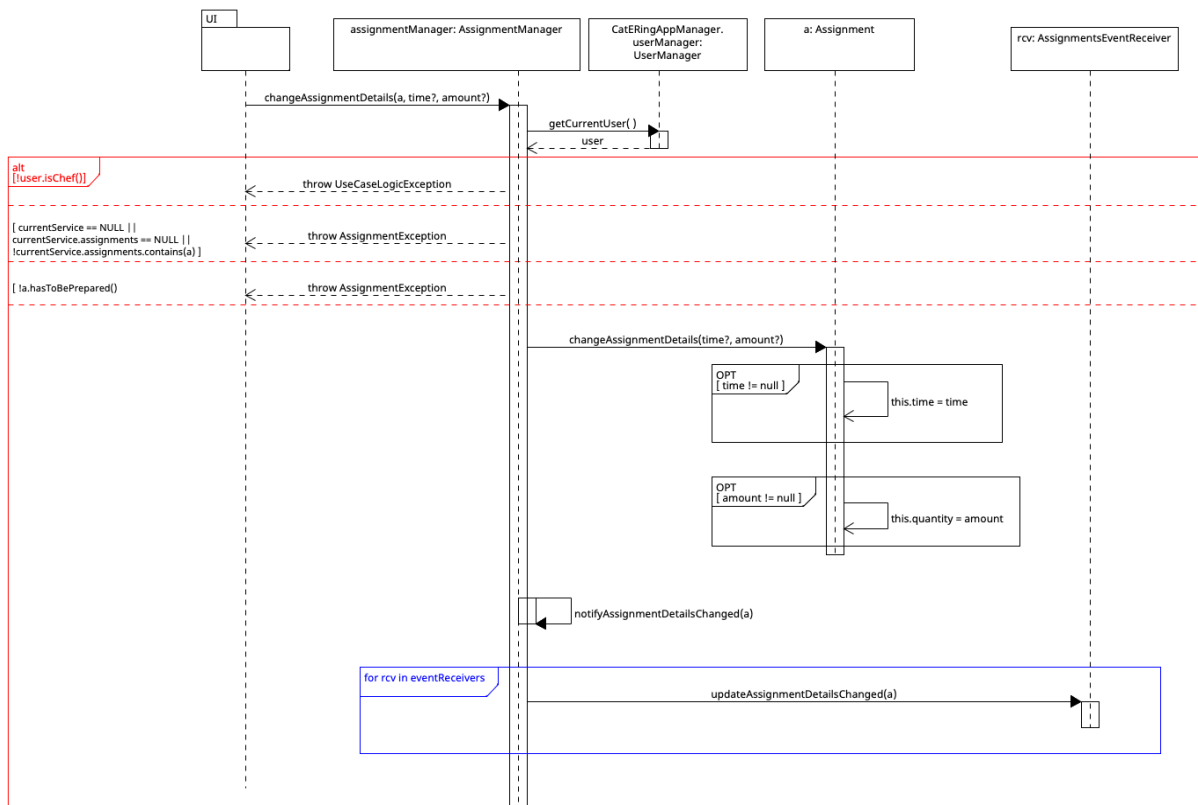 UI
assignmentManager: AssignmentManager
CatERingAppManager.
userManager:
UserManager
a: Assignment
rcv: AssignmentsEventReceiver
changeAssignmentDetails(a, time?, amount?)
getCurrentUser( )
user
alt
[!user.isChef()]
throw UseCaseLogicException
[ currentService == NULL ||
currentService.assignments == NULL ||
!currentService.assignments.contains(a) ]
throw AssignmentException
[ !a.hasToBePrepared()
throw AssignmentException
changeAssignmentDetails(time?, amount?)
OPT
[ time != null ]
this.time = time
OPT
[ amount != null ]
this.quantity = amount
notifyAssignmentDetailsChanged(a)
for rcv in eventReceivers
updateAssignmentDetailsChanged(a)